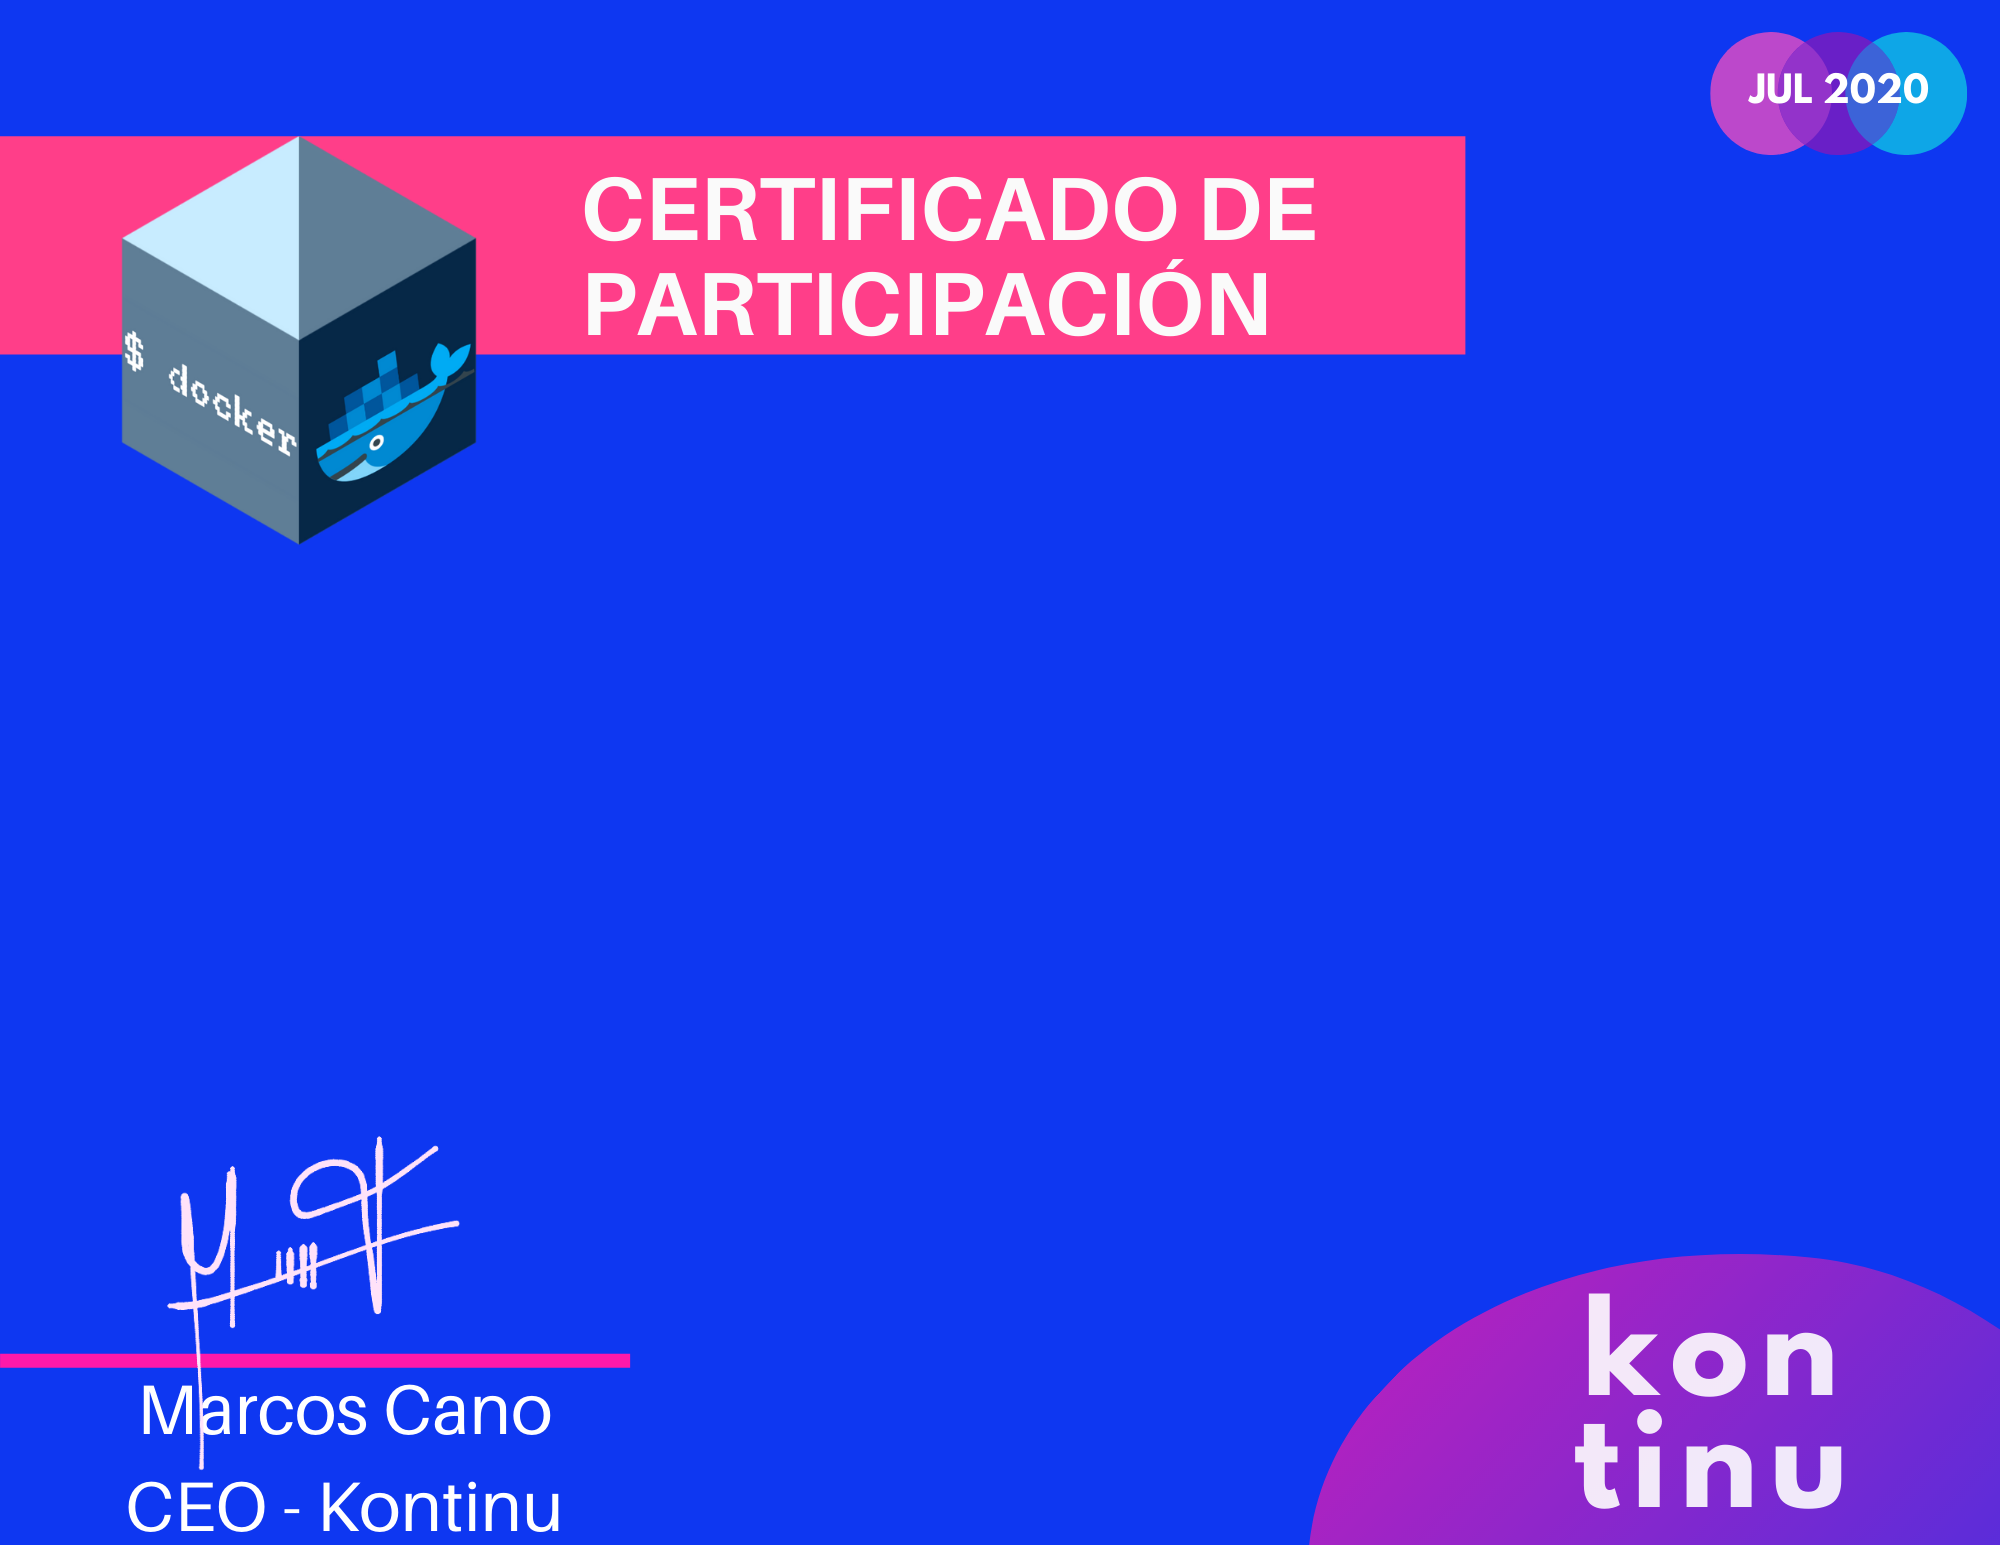 JUL 2020
CERTIFICADO DE
PARTICIPACIÓN
$ docker
Marcos Cano
CEO - Kontinu
kon
tinu